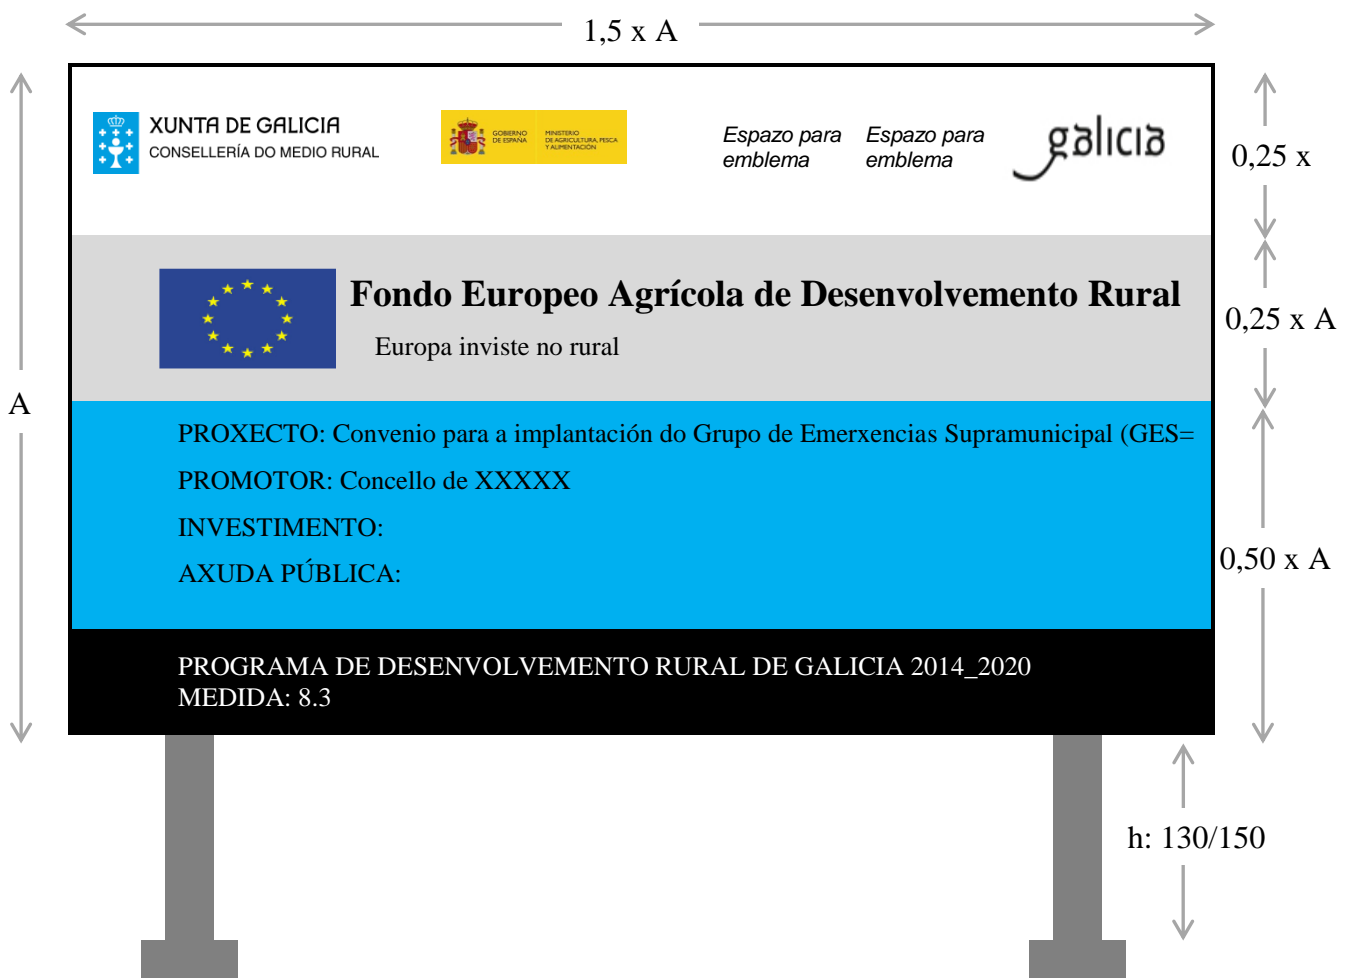 1,5 x A
XUNTA DE GALICIA
CONSELLERÍA DO MEDIO RURAL
GOBIERNO
DE ESPAÑA
MINISTERIO
DE AGRICULTURA, PESCA
Y ALIMENTACIÓN
Espazo para
emblema
Espazo para
emblema
galicia
0,25 x
Fondo Europeo Agrícola de Desenvolvemento Rural
Europa inviste no rural
0,25 x A
A
PROXECTO: Convenio para a implantación do Grupo de Emerxencias Supramunicipal (GES=
PROMOTOR: Concello de XXXXX
INVESTIMENTO:
AXUDA PÚBLICA:
0,50 x A
PROGRAMA DE DESENVOLVEMENTO RURAL DE GALICIA 2014_2020
MEDIDA: 8.3
h: 130/150